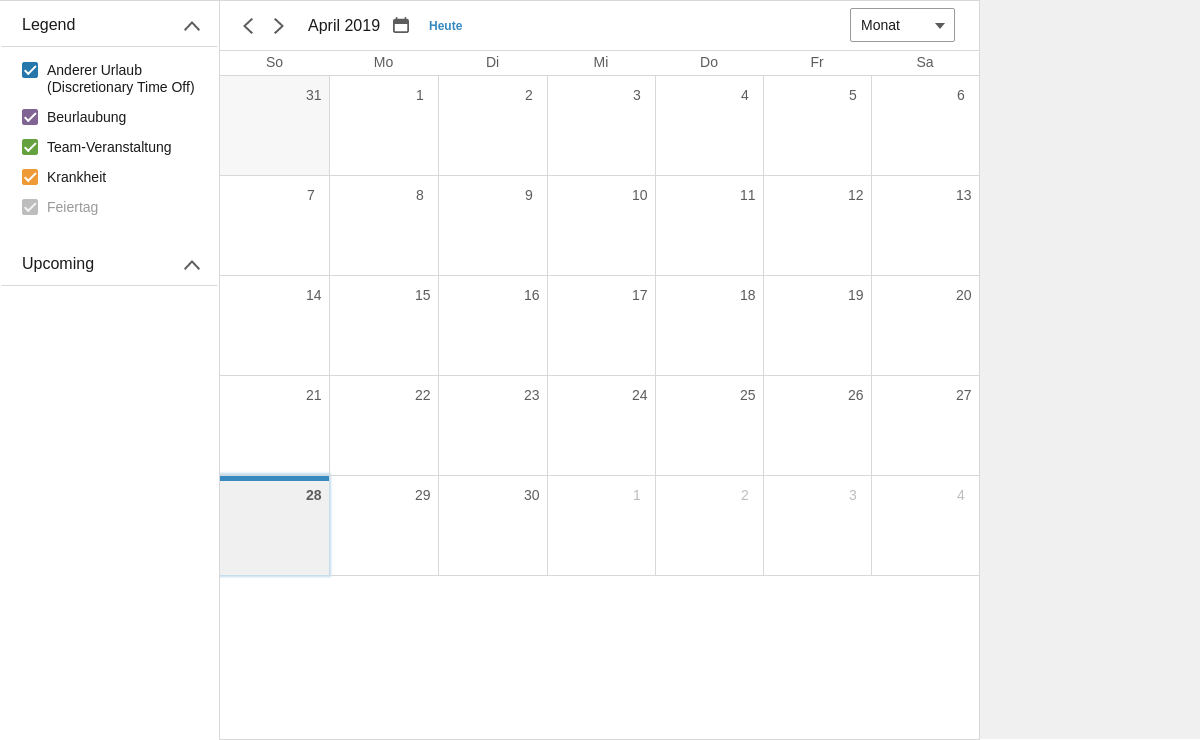 Legend
Anderer Urlaub
(Discretionary Time Off)
Beurlaubung
Team-Veranstaltung
Krankheit
Feiertag
Upcoming
April 2019 Heute Monat
So Mo Di Mi Do Fr Sa
31 1 2 3 4 5 6
7 8 9 10 11 12 13
14 15 16 17 18 19 20
21 22 23 24 25 26 27
28 29 30 1 2 3 4